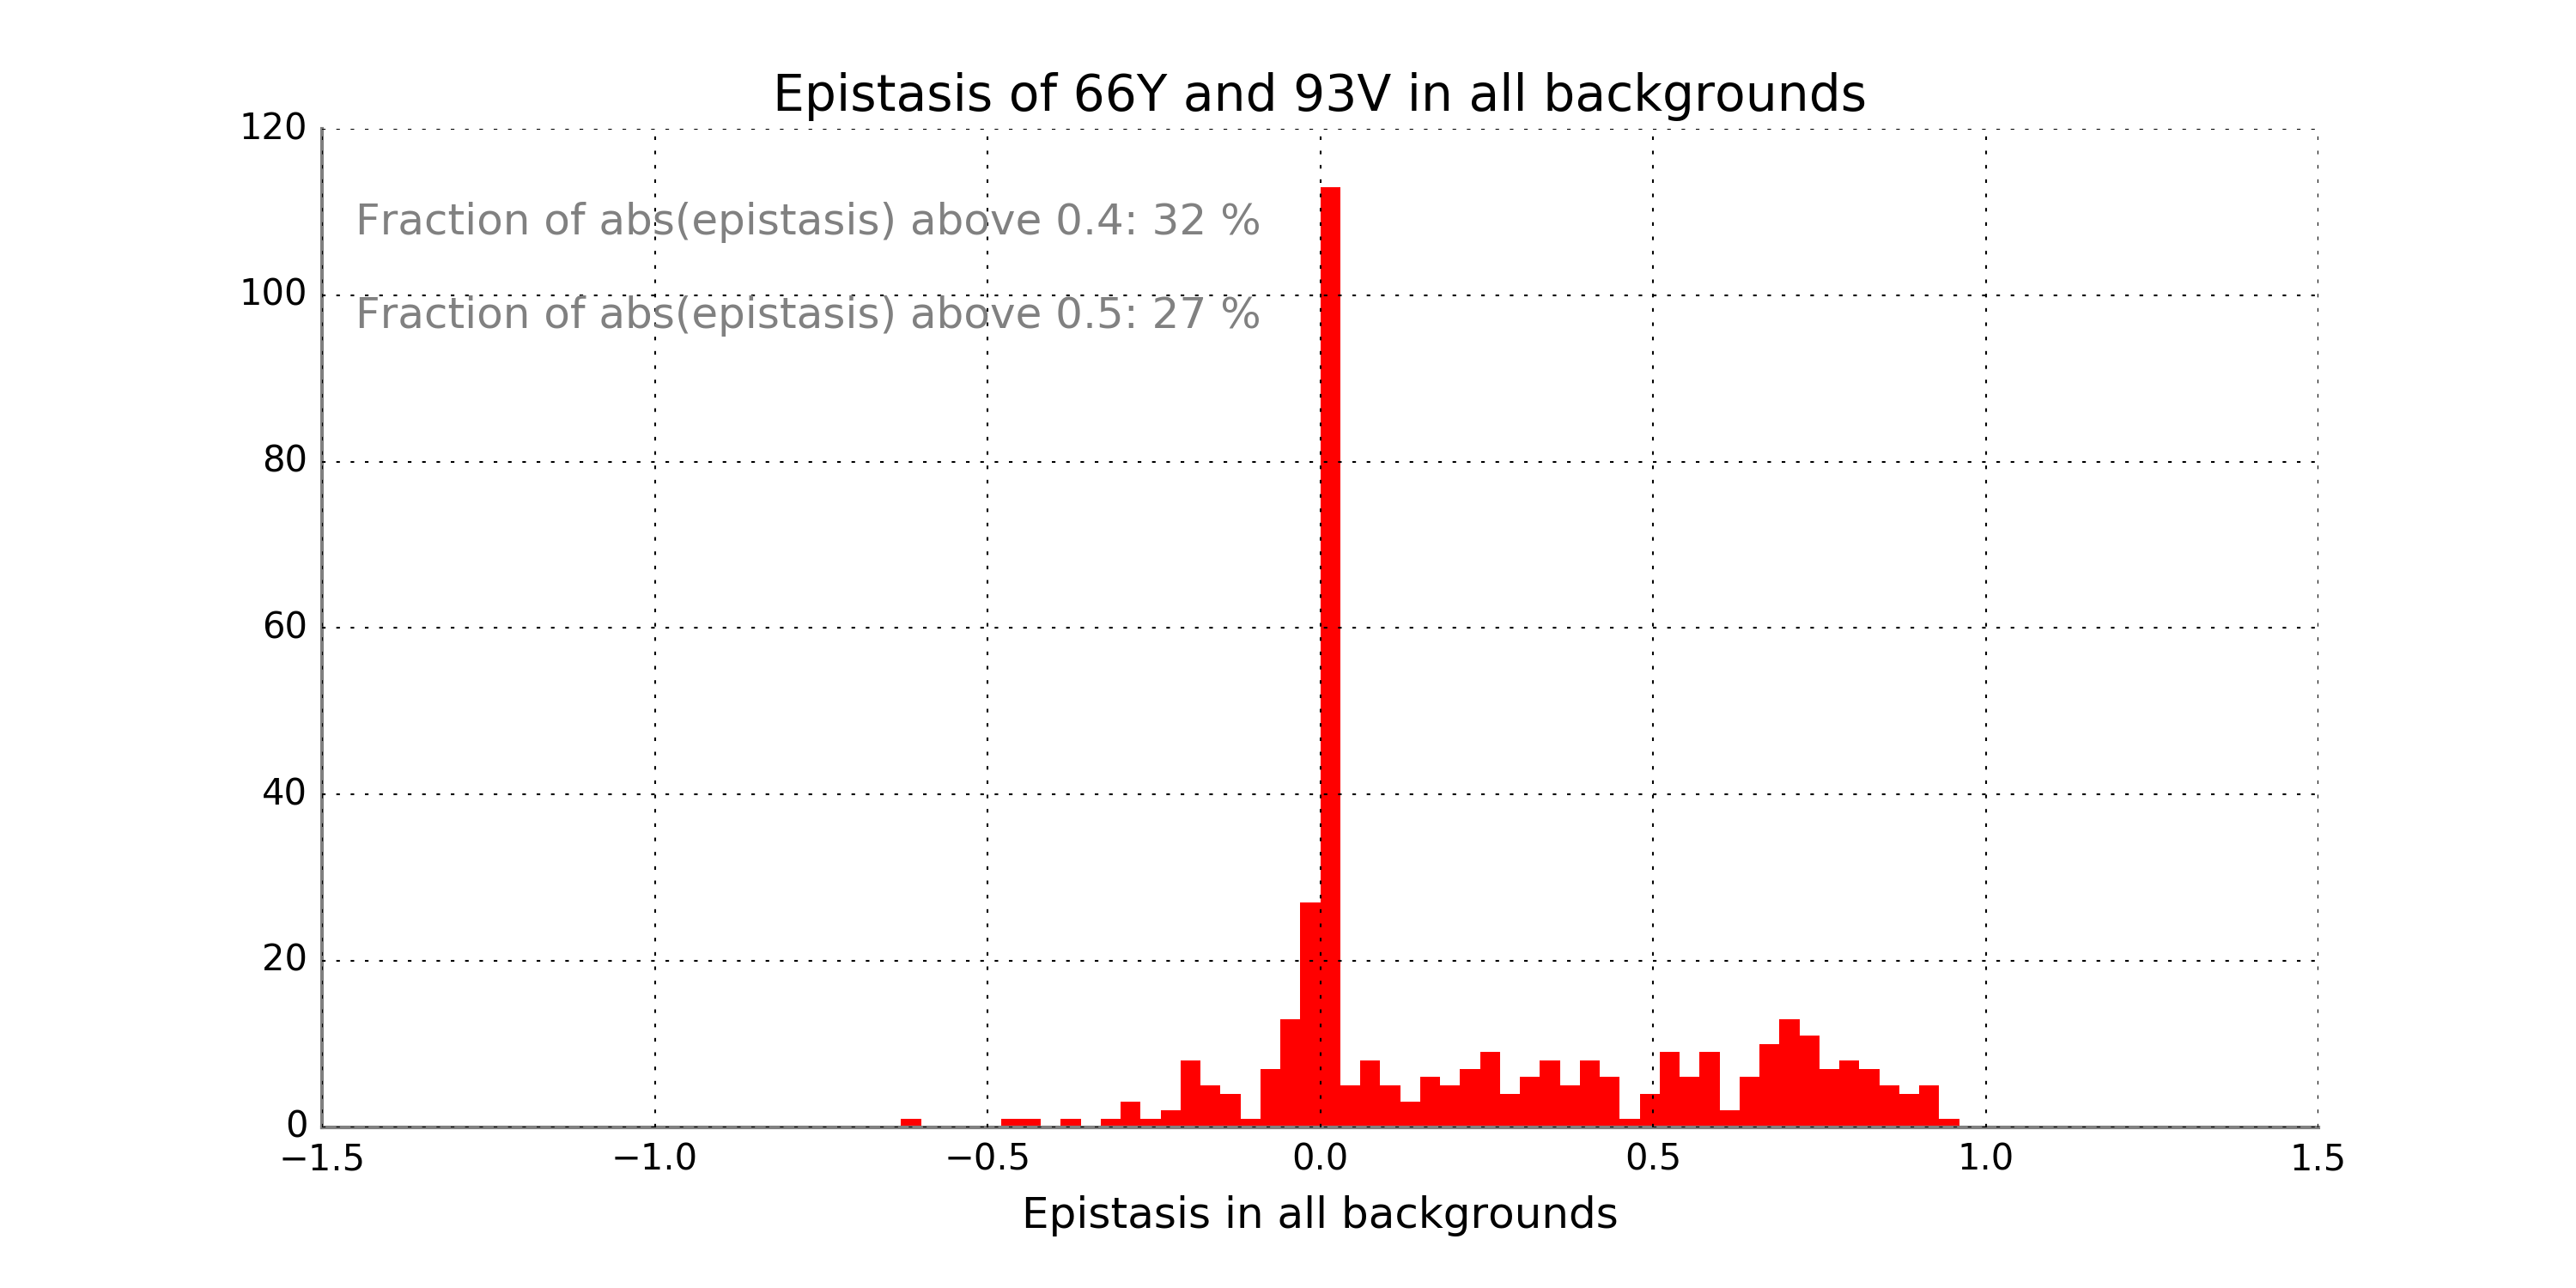 Epistasis of 66Y and 93V in all backgrounds
120
Fraction of abs(epistasis) above 0.4: 32 %
100
Fraction of abs(epistasis) above 0.5: 27 %
80
60
40
20
0
−1.5 −1.0 −0.5 0.0 0.5 1.0 1.5
Epistasis in all backgrounds